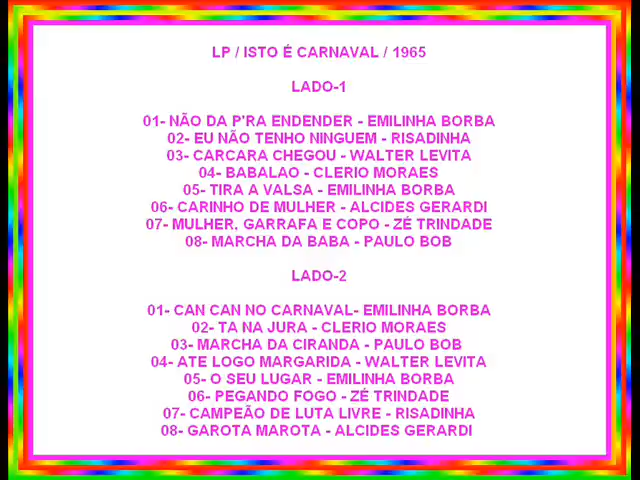 LP / ISTO É CARNAVAL / 1965
LADO-1
01- NÃO DA P'RA ENDENDER - EMILINHA BORBA
02- EU NÃO TENHO NINGUEM - RISADINHA
03- CARCARA CHEGOU - WALTER LEVITA
04- BABALAO - CLERIO MORAES
05- TIRA A VALSA - EMILINHA BORBA
06- CARINHO DE MULHER - ALCIDES GERARDI
07- MULHER. GARRAFA E COPO - ZÉ TRINDADE
08- MARCHA DA BABA - PAULO BOB
LADO-2
01- CAN CAN NO CARNAVAL- EMILINHA BORBA
02- TA NA JURA - CLERIO MORAES
03- MARCHA DA CIRANDA - PAULO BOB
04- ATE LOGO MARGARIDA - WALTER LEVITA
05- O SEU LUGAR - EMILINHA BORBA
06- PEGANDO FOGO - ZÉ TRINDADE
07- CAMPEÃO DE LUTA LIVRE - RISADINHA
08- GAROTA MAROTA - ALCIDES GERARDI